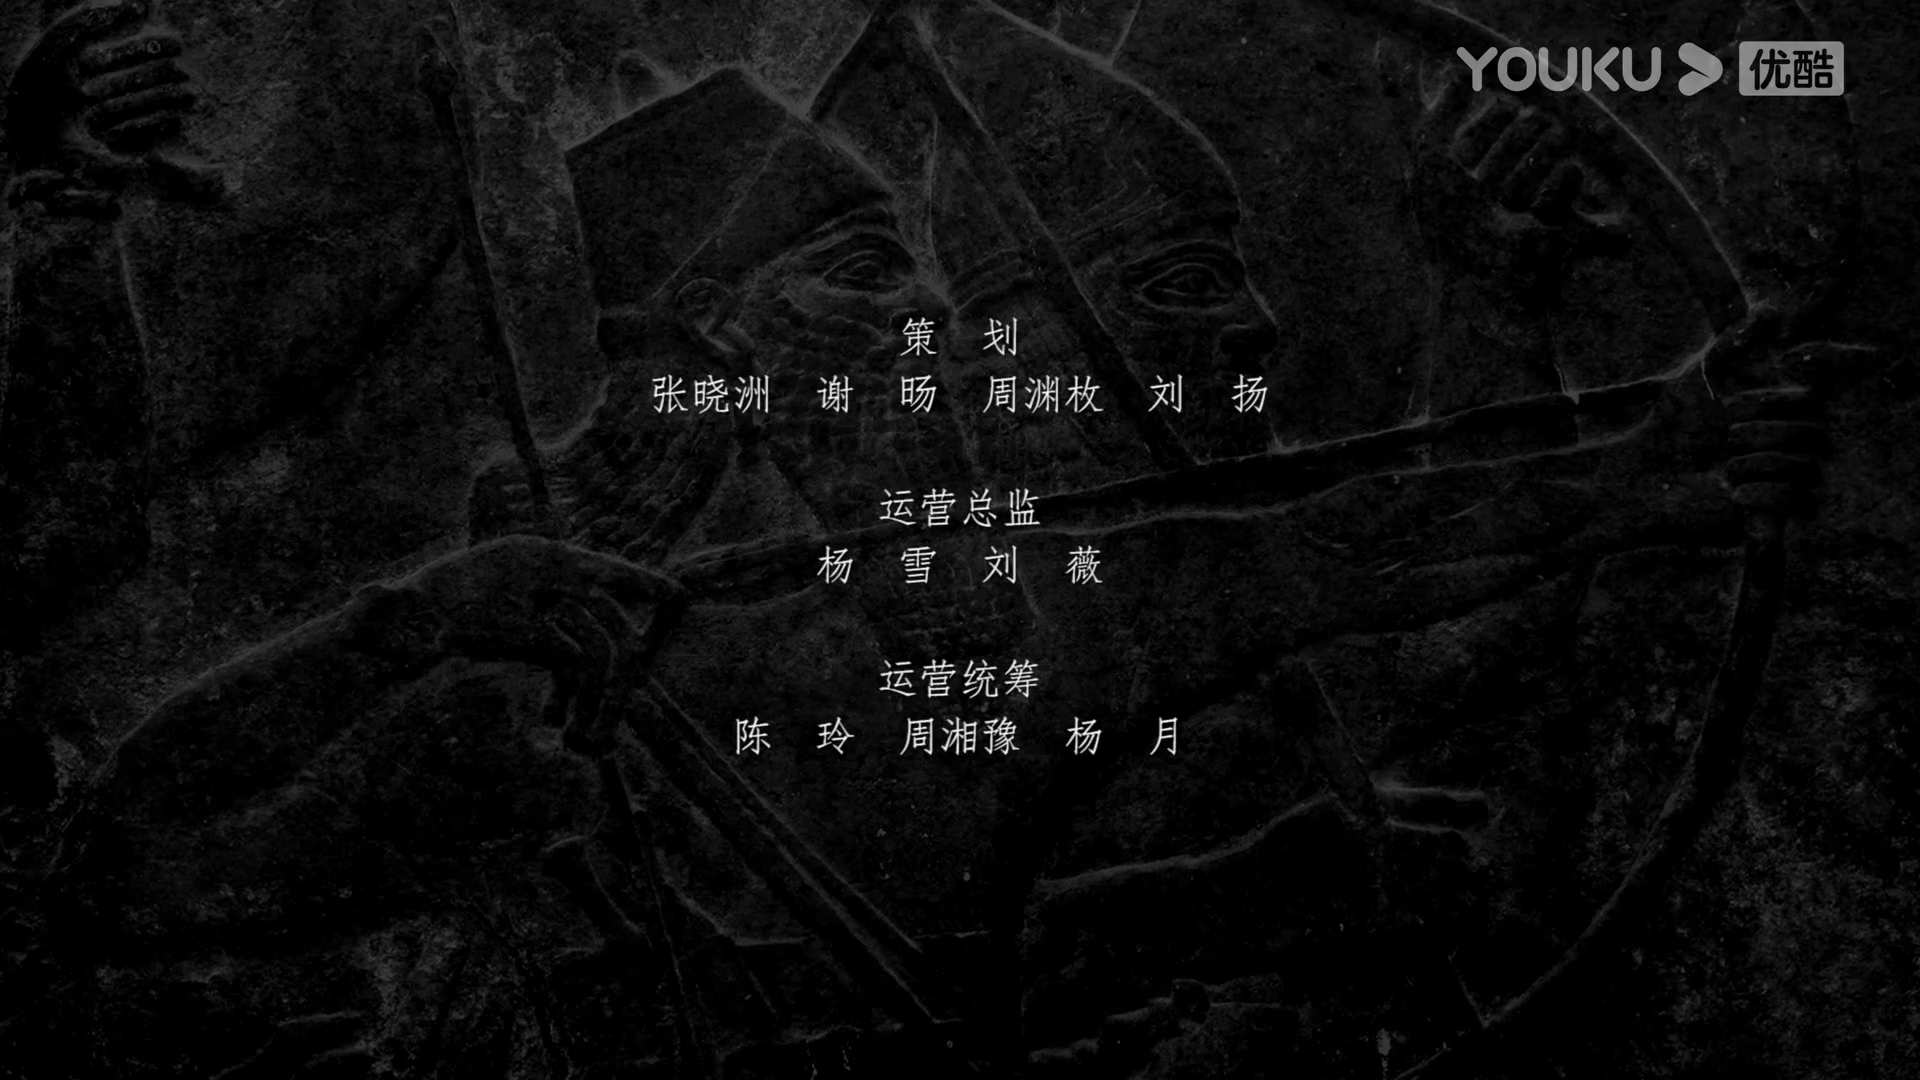 YOUKU 优酷
策 划
张晓洲 谢 旸 周渊枚 刘 扬
运营总监
杨 雪 刘 薇
运营统筹
陈 玲 周湘豫 杨 月